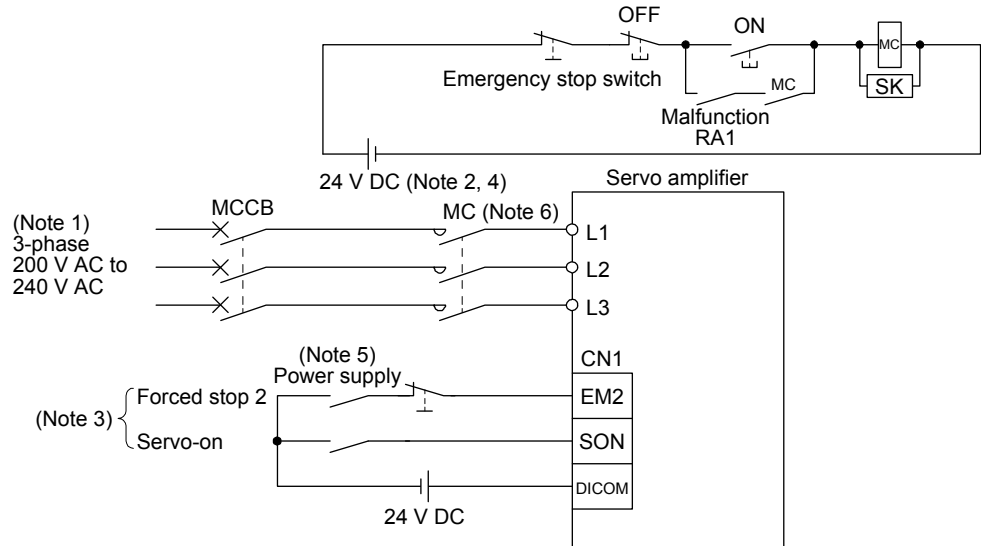 OFF
ON
MC
Emergency stop switch
MC
SK
Malfunction
RA1
24 V DC (Note 2, 4)
Servo amplifier
MCCB
MC (Note 6)
(Note 1)
3-phase
200 V AC to
240 V AC
L1
L2
L3
(Note 5)
Power supply
CN1
(Note 3)
Forced stop 2
EM2
Servo-on
SON
DICOM
24 V DC